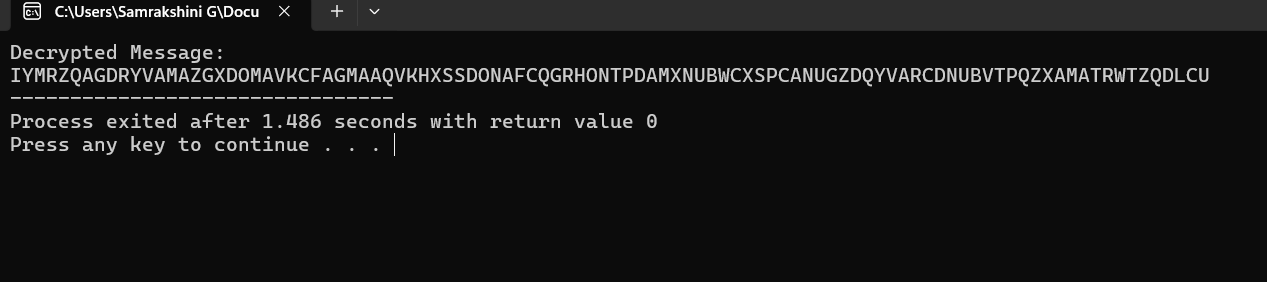 C:\Users\Samrakshini G\Docu
Decrypted Message:
IYMRZQAGDRYVAMAZGXDOMAVKCFAGMAAQVKHXSSDONAFCQGRHONTPDAMXNUBWCXSPCANUGZDQYVARCDNUBVTPQZXAMATRWTZQDLCU
--------------------------------
Process exited after 1.486 seconds with return value 0
Press any key to continue . . .